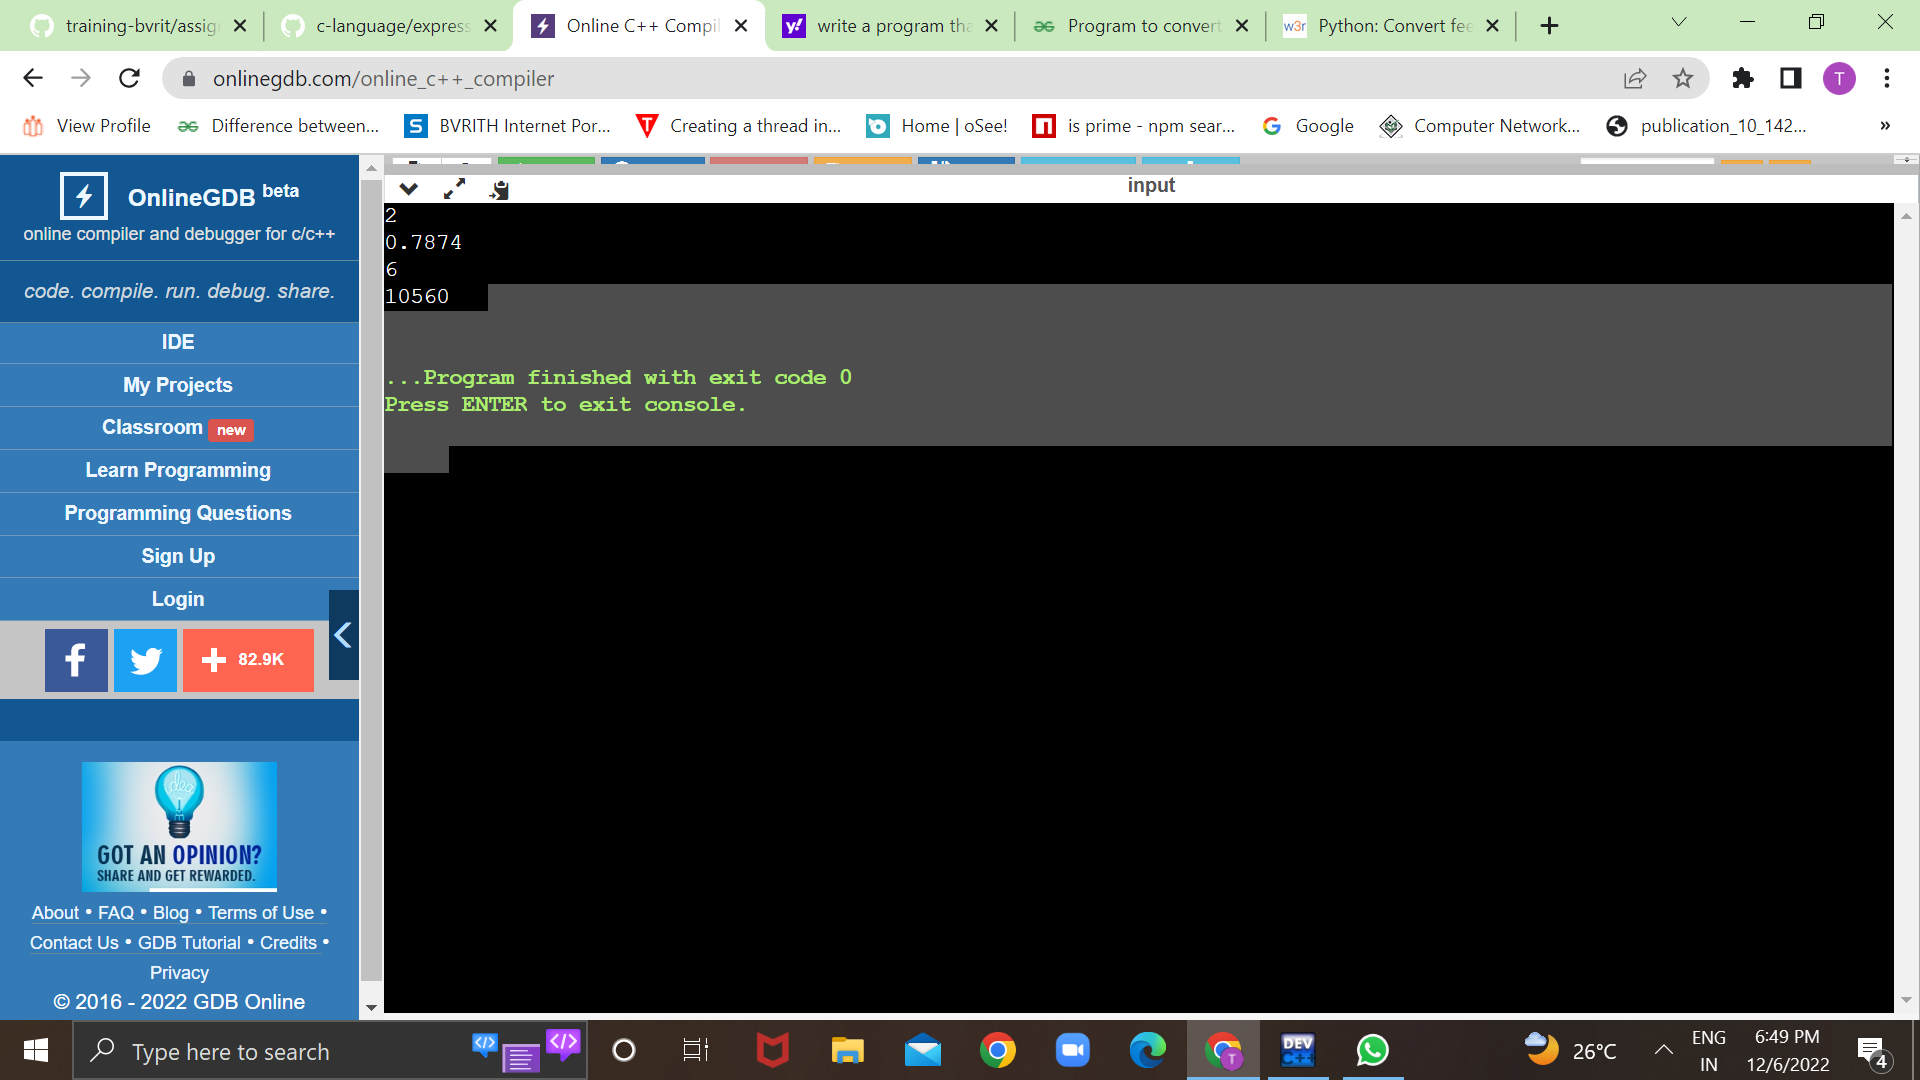 training-bvrit/assig
c-language/express
Online C++ Compil
write a program tha
Program to convert
Python: Convert fee
onlinegdb.com/online_c++_compiler
T
View Profile
Difference between...
BVRITH Internet Por...
Creating a thread in...
Home | oSee!
is prime - npm sear...
Google
Computer Network...
publication_10_142...
»
OnlineGDB beta
online compiler and debugger for c/c++
code. compile. run. debug. share.
IDE
My Projects
Classroom new
Learn Programming
Programming Questions
Sign Up
Login
82.9K
GOT AN OPINION?
SHARE AND GET REWARDED.
About • FAQ • Blog • Terms of Use •
Contact Us • GDB Tutorial • Credits •
Privacy
© 2016 - 2022 GDB Online
input
2
0.7874
6
10560
...Program finished with exit code 0
Press ENTER to exit console.
Type here to search
DEV C++
26°C
ENG
IN
6:49 PM
12/6/2022
4